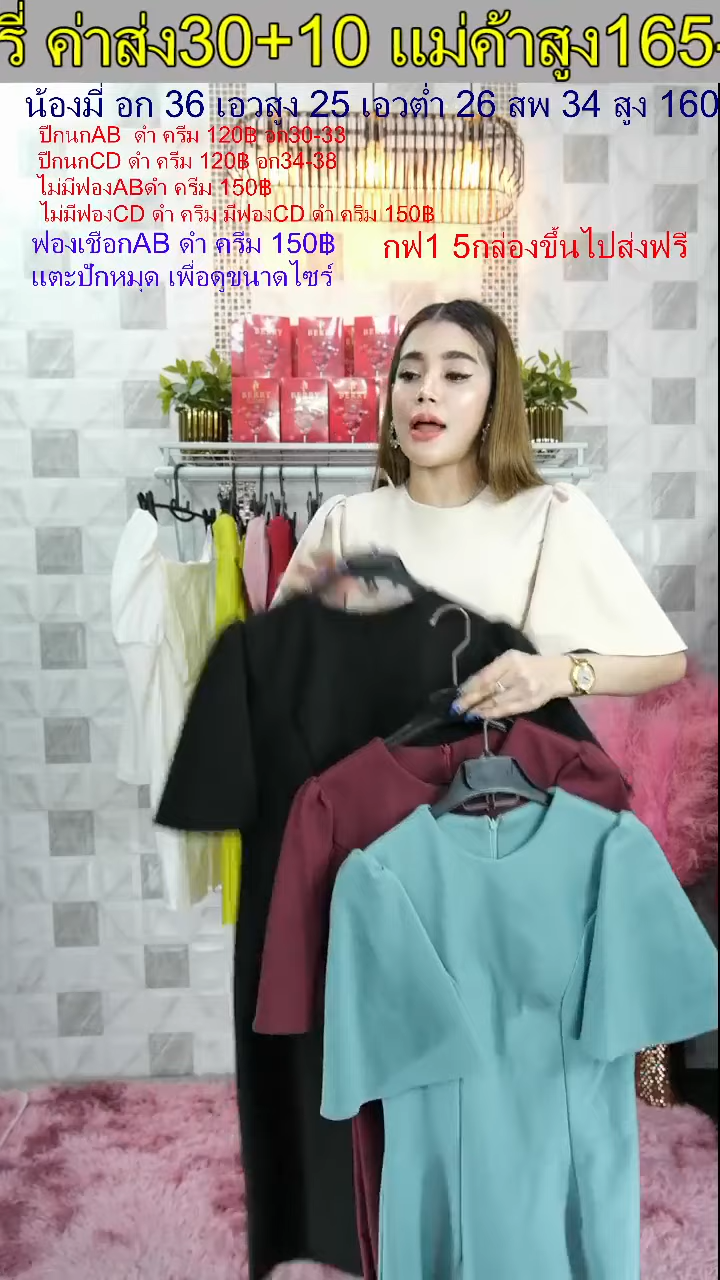 รี่ ค่าส่ง30+10 แม่ค้าสูง165
น้องมี่ อก 36 เอวสูง 25 เอวต่ำ 26 สพ 34 สูง 160
ปีกนกAB ดำ ครีม 120฿ อก30-33
ปีกนกCD ดำ ครีม 120฿ อก34-38
ไม่มีฟองABดำ ครีม 150฿
ไม่มีฟองCD ดำ ครีม มีฟองCD ดำ ครีม 150฿
ฟองเชือกAB ดำ ครีม 150฿
กฟ1 5กล่องขึ้นไปส่งฟรี
แตะปักหมุด เพื่อดูขนาดไซร์
BERRY
BERRY
BERRY